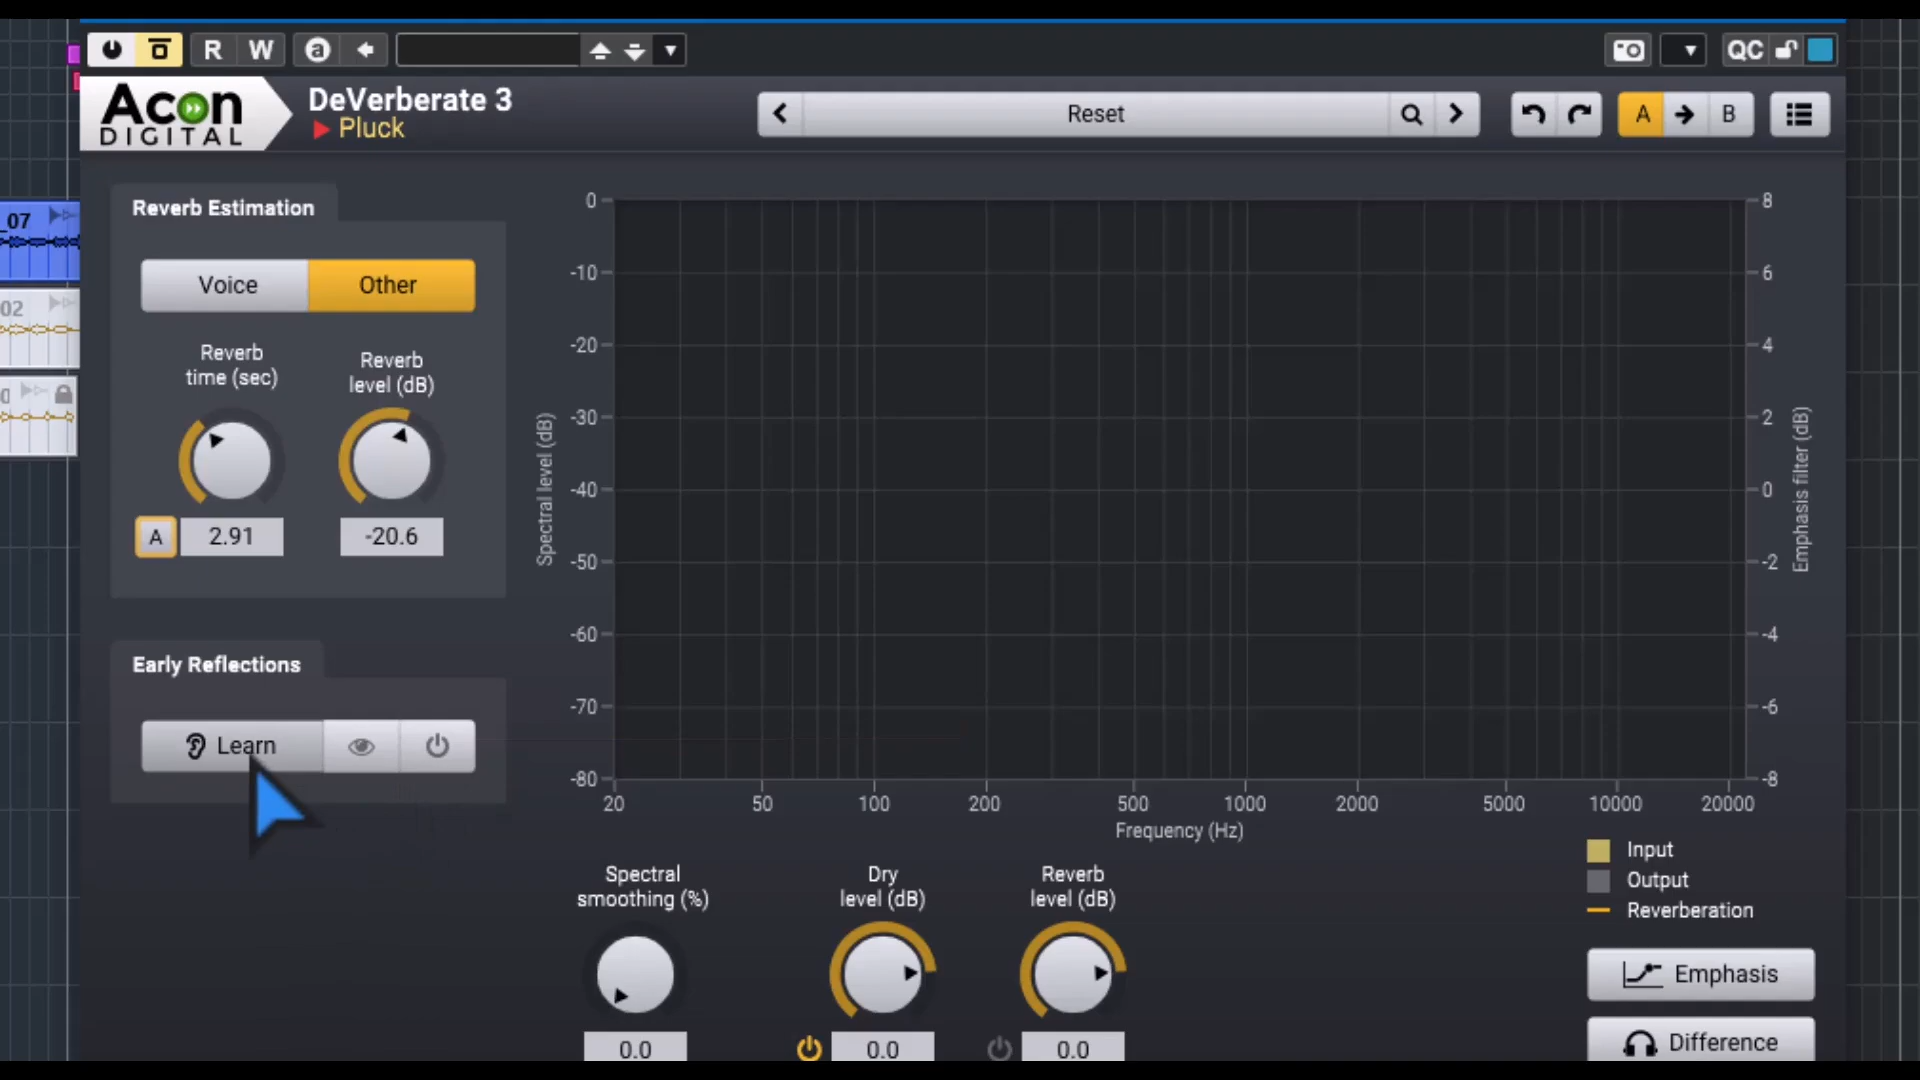 R W a QC
Acon
DIGITAL
DeVerberate 3
Pluck
Reset
A B
Reverb Estimation
Voice Other
Reverb
time (sec)
Reverb
level (dB)
A 2.91 -20.6
Early Reflections
Learn
_07
02
0
-10
-20
-30
-40
-50
-60
-70
-80
Spectral level (dB)
8
6
4
2
0
-2
-4
-6
-8
Emphasis filter (dB)
20 50 100 200 500 1000 2000 5000 10000 20000
Frequency (Hz)
Spectral
smoothing (%)
0.0
Dry
level (dB)
0.0
Reverb
level (dB)
0.0
Input
Output
Reverberation
Emphasis
Difference